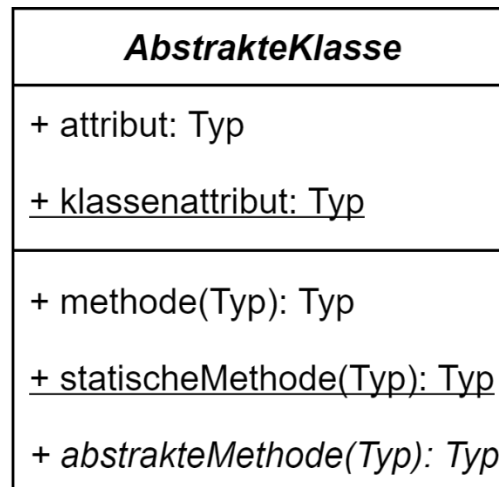 AbstrakteKlasse
+ attribut: Typ
+ klassenattribut: Typ
+ methode(Typ): Typ
+ statischeMethode(Typ): Typ
+ abstrakteMethode(Typ): Typ